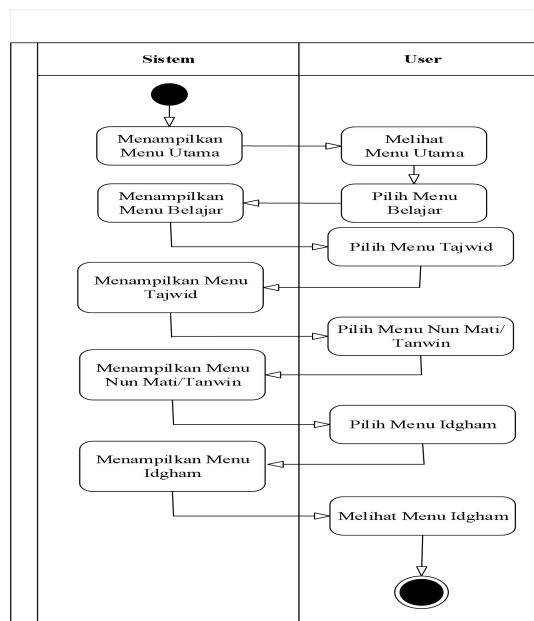 Sistem
User
Menampilkan
Menu Utama
Melihat
Menu Utama
Menampilkan
Menu Belajar
Pilih Menu
Belajar
Pilih Menu Tajwid
Menampilkan Menu
Tajwid
Pilih Menu Nun Mati/
Tanwin
Menampilkan Menu
Nun Mati/Tanwin
Pilih Menu Idgham
Menampilkan Menu
Idgham
Melihat Menu Idgham